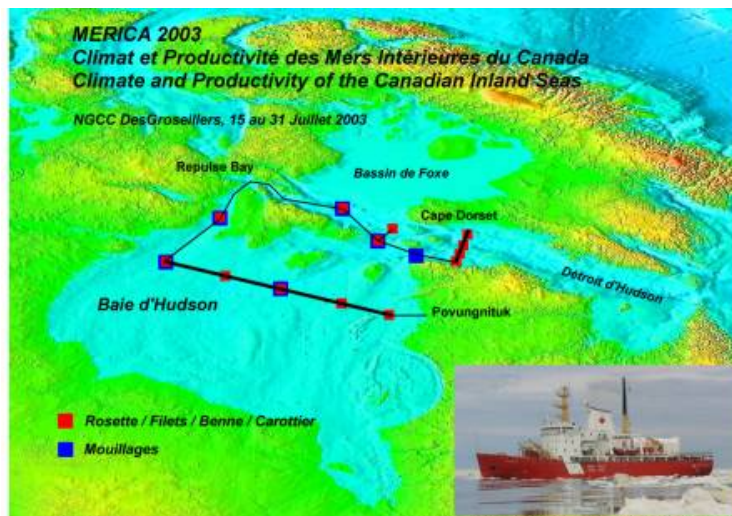 MERICA 2003
Climat et Productivité des Mers Intérieures du Canada
Climate and Productivity of the Canadian Inland Seas
NGCC DesGroseillers, 15 au 31 Juillet 2003
Repulse Bay
Bassin de Foxe
Cape Dorset
Détroit d'Hudson
Baie d'Hudson
Povungnituk
Rosette / Filets / Benne / Carottier
Mouillages